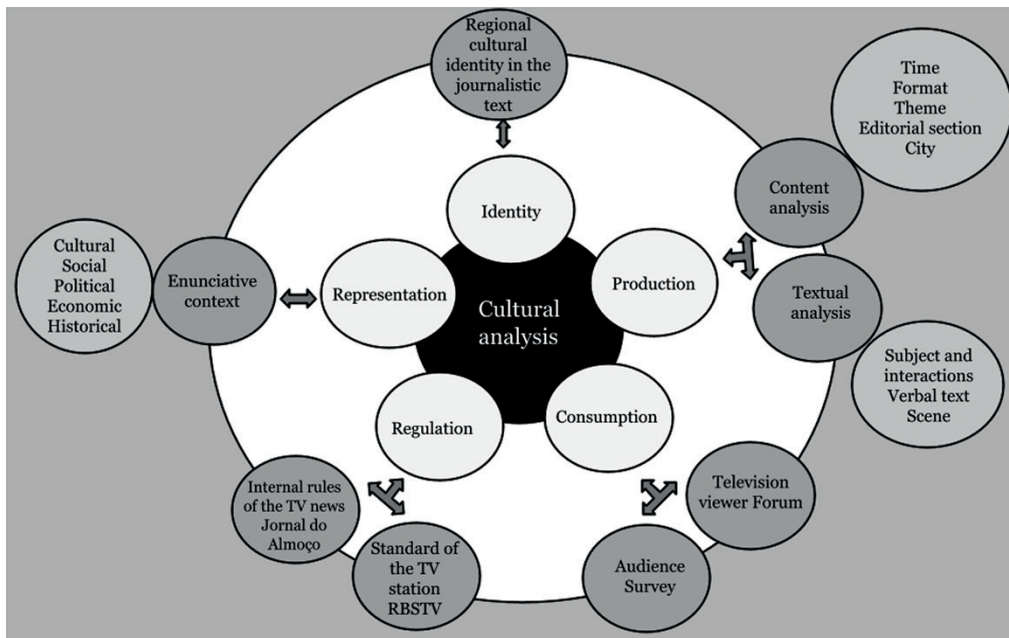 Regional
cultural
identity in the
journalistic
text
Time
Format
Theme
Editorial section
City
Content
analysis
Identity
Cultural
Social
Political
Economic
Historical
Enunciative
context
Representation
Production
Textual
analysis
Cultural
analysis
Subject and
interactions
Verbal text
Scene
Regulation
Consumption
Internal rules
of the TV news
Jornal do
Almoço
Television
viewer Forum
Standard of
the TV
station
RBSTV
Audience
Survey